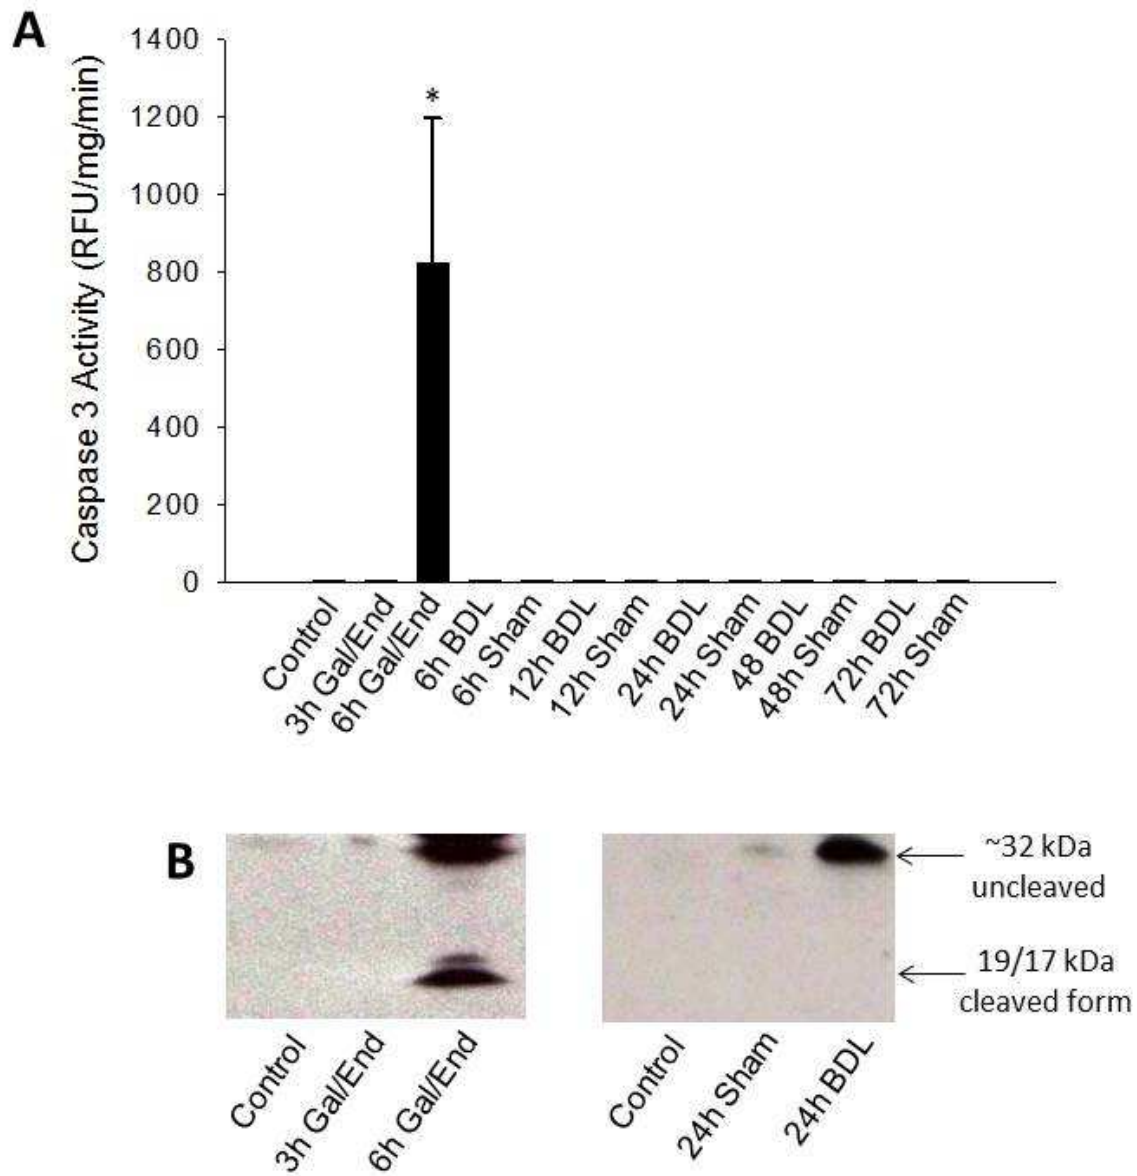 A
Caspase 3 Activity (RFU/mg/min)
1400
1200
1000
800
600
400
200
0
*
Control
3h Gal/End
6h Gal/End
6h BDL
6h Sham
12h BDL
12h Sham
24h BDL
24h Sham
48 BDL
48h Sham
72h BDL
72h Sham
B
~32 kDa
uncleaved
19/17 kDa
cleaved form
Control
3h Gal/End
6h Gal/End
Control
24h Sham
24h BDL